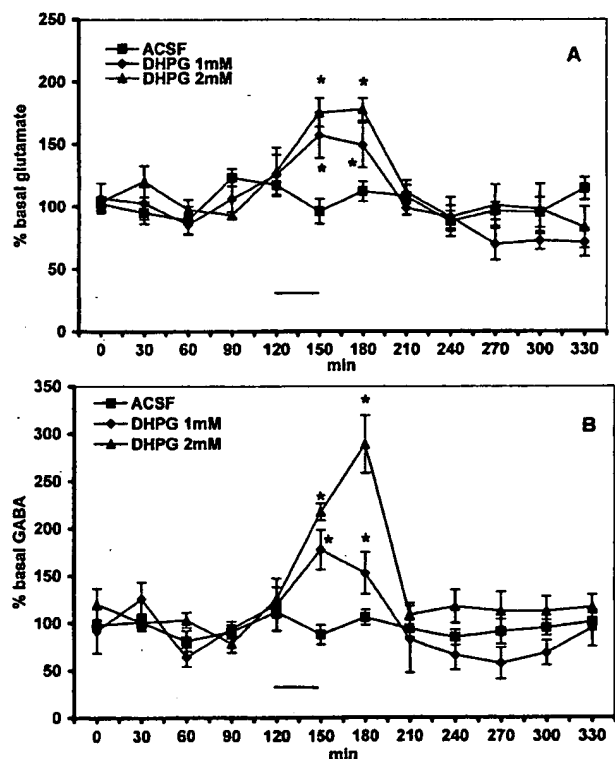 250
ACSF
DHPG 1mM
DHPG 2mM
A
200
150
100
50
0
% basal glutamate
* *
* *
0 30 60 90 120 150 180 210 240 270 300 330
min
350
ACSF
DHPG 1mM
DHPG 2mM
B
300
250
200
150
100
50
0
% basal GABA
*
*
* *
0 30 60 90 120 150 180 210 240 270 300 330
min